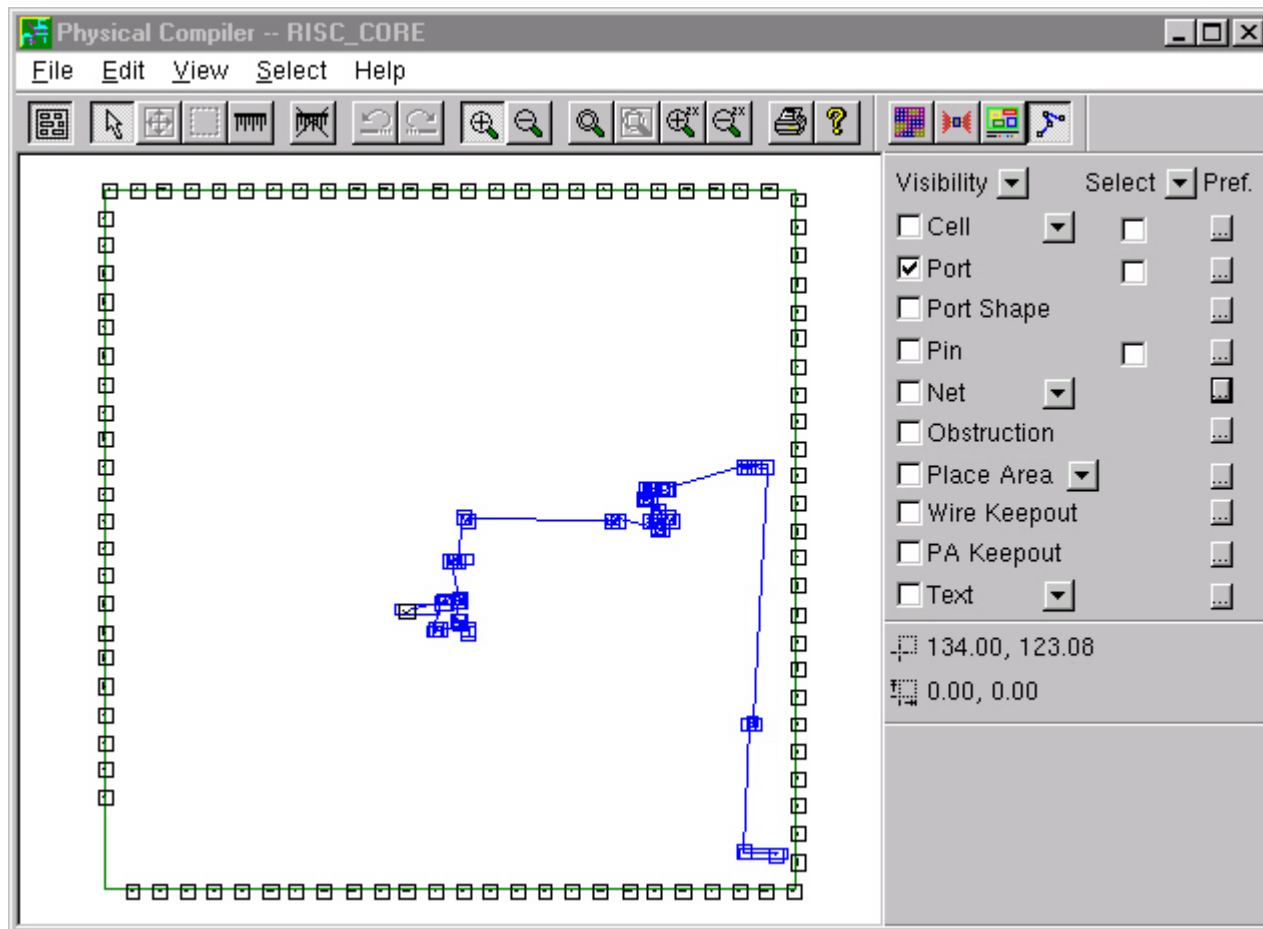 Physical Compiler -- RISC_CORE
File Edit View Select Help
Visibility Select Pref.
Cell ...
Port ...
Port Shape ...
Pin ...
Net ...
Obstruction ...
Place Area ...
Wire Keepout ...
PA Keepout ...
Text ...
134.00, 123.08
0.00, 0.00